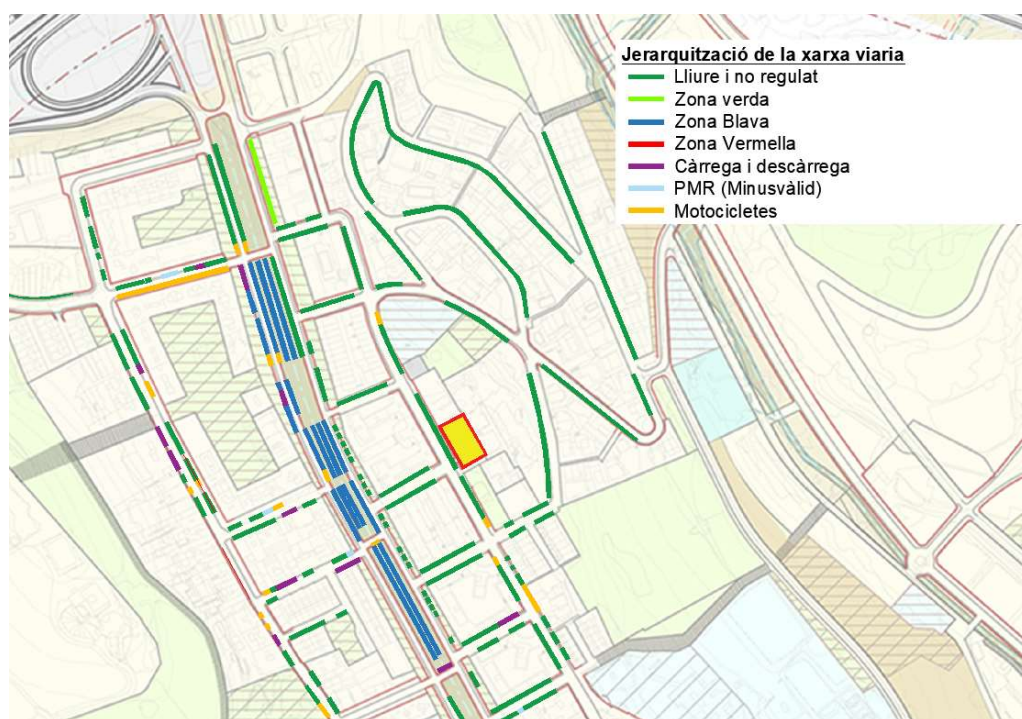 Jerarquització de la xarxa viaria
Lliure i no regulat
Zona verda
Zona Blava
Zona Vermella
Càrrega i descàrrega
PMR (Minusvàlid)
Motocicletes